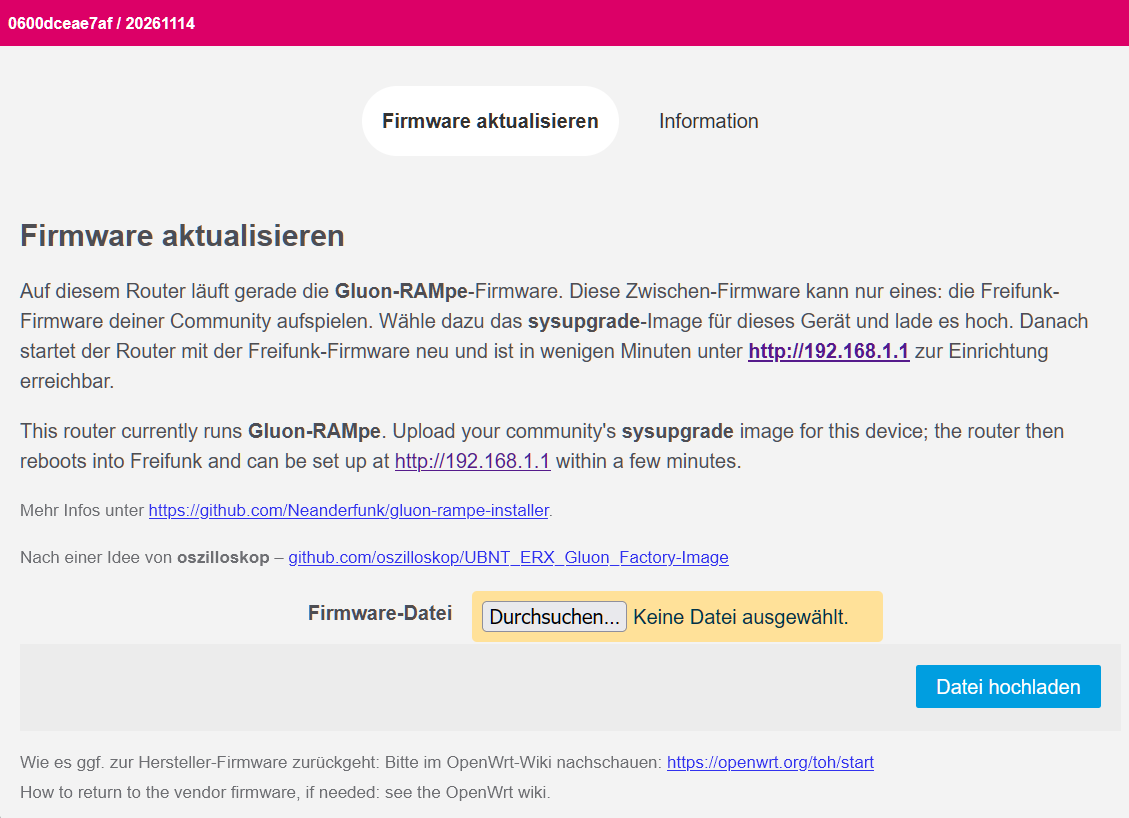 0600dceae7af / 20261114
Firmware aktualisieren
Information
Firmware aktualisieren
Auf diesem Router läuft gerade die Gluon-RAMpe-Firmware. Diese Zwischen-Firmware kann nur eines: die Freifunk-
Firmware deiner Community aufspielen. Wähle dazu das sysupgrade-Image für dieses Gerät und lade es hoch. Danach
startet der Router mit der Freifunk-Firmware neu und ist in wenigen Minuten unter http://192.168.1.1 zur Einrichtung
erreichbar.
This router currently runs Gluon-RAMpe. Upload your community's sysupgrade image for this device; the router then
reboots into Freifunk and can be set up at http://192.168.1.1 within a few minutes.
Mehr Infos unter https://github.com/Neanderfunk/gluon-rampe-installer.
Nach einer Idee von oszilloskop – github.com/oszilloskop/UBNT_ERX_Gluon_Factory-Image
Firmware-Datei
Durchsuchen... Keine Datei ausgewählt.
Datei hochladen
Wie es ggf. zur Hersteller-Firmware zurückgeht: Bitte im OpenWrt-Wiki nachschauen: https://openwrt.org/toh/start
How to return to the vendor firmware, if needed: see the OpenWrt wiki.